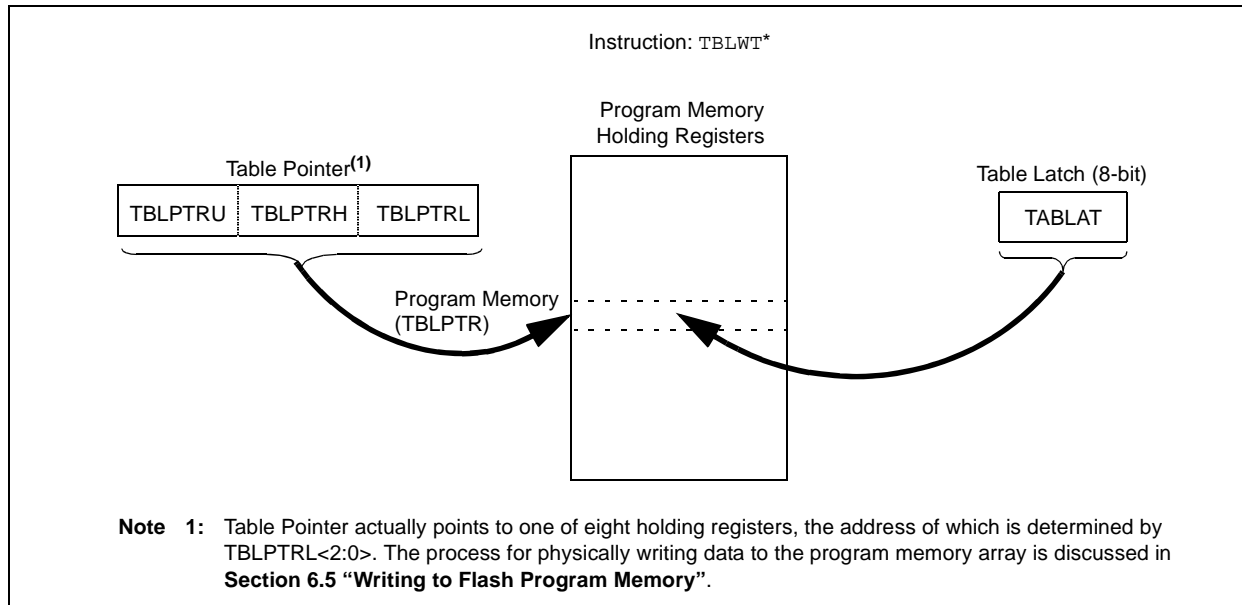 Instruction: TBLWT*
Program Memory
Holding Registers
Table Pointer(1)
Table Latch (8-bit)
TBLPTRU TBLPTRH TBLPTRL
TABLAT
Program Memory
(TBLPTR)
Note 1: Table Pointer actually points to one of eight holding registers, the address of which is determined by
TBLPTRL<2:0>. The process for physically writing data to the program memory array is discussed in
Section 6.5 “Writing to Flash Program Memory”.